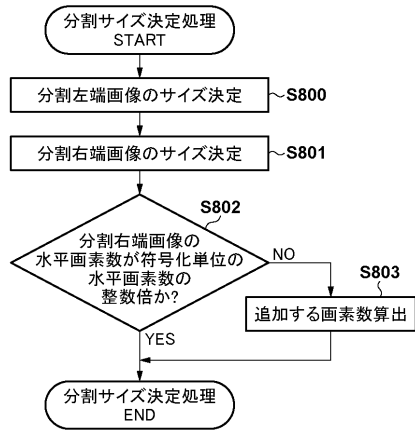 分割サイズ決定処理
START
分割左端画像のサイズ決定
S800
分割右端画像のサイズ決定
S801
S802
分割右端画像の
水平画素数が符号化単位の
水平画素数の
整数倍か?
NO
S803
追加する画素数算出
YES
分割サイズ決定処理
END